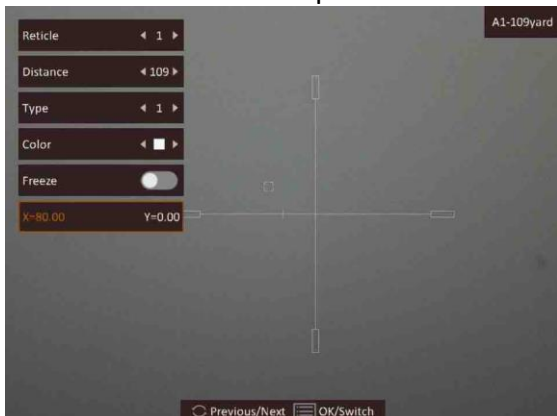 A1-109yard
Reticle 1
Distance 109
Type 1
Color
Freeze
X=80.00 Y=0.00
Previous/Next OK/Switch